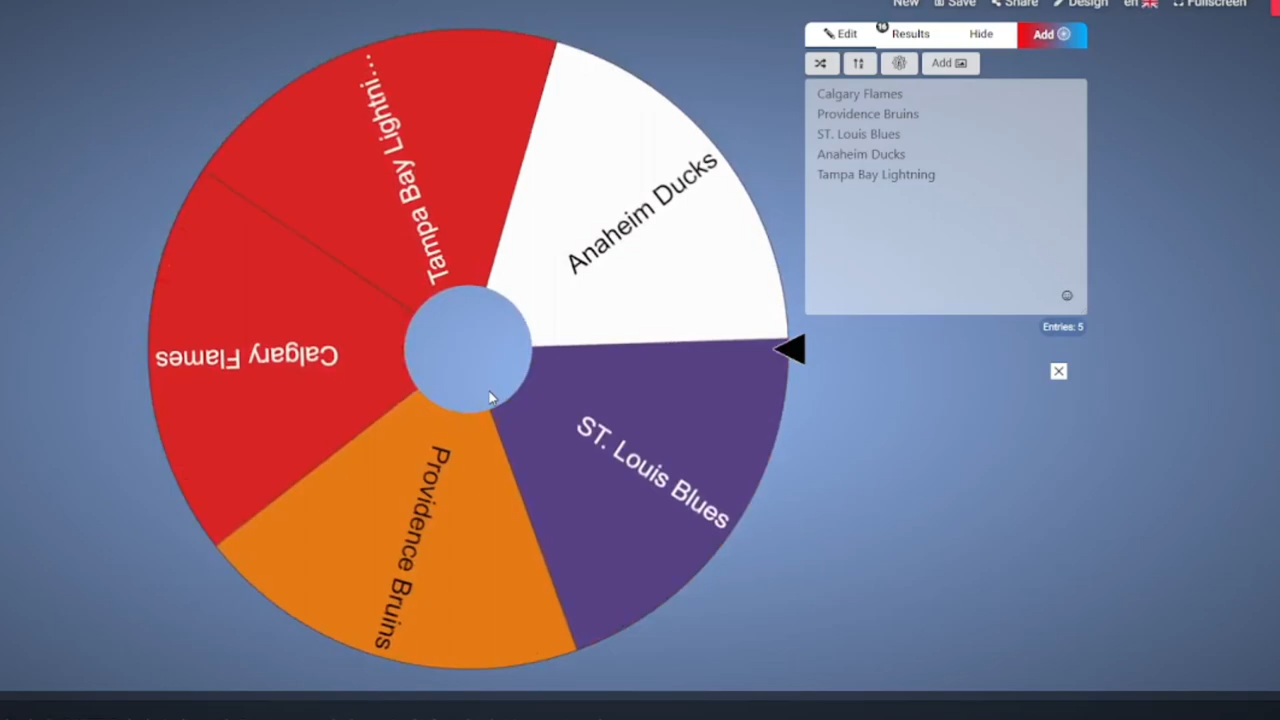 New Save Share Design en Fullscreen
Edit 16 Results Hide Add
Add
Calgary Flames
Providence Bruins
ST. Louis Blues
Anaheim Ducks
Tampa Bay Lightning
Entries: 5
Tampa Bay Lightni...
Anaheim Ducks
Calgary Flames
ST. Louis Blues
Providence Bruins